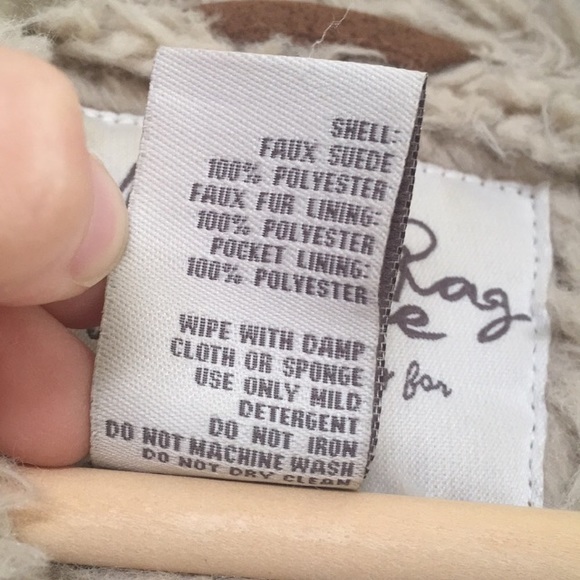 SHELL:
FAUX SUEDE
100% POLYESTER
FAUX FUR LINING:
100% POLYESTER
POCKET LINING:
100% POLYESTER
WIPE WITH DAMP
CLOTH OR SPONGE
USE ONLY MILD
DETERGENT
DO NOT IRON
DO NOT MACHINE WASH
DO NOT DRY CLEAN
Rag
for